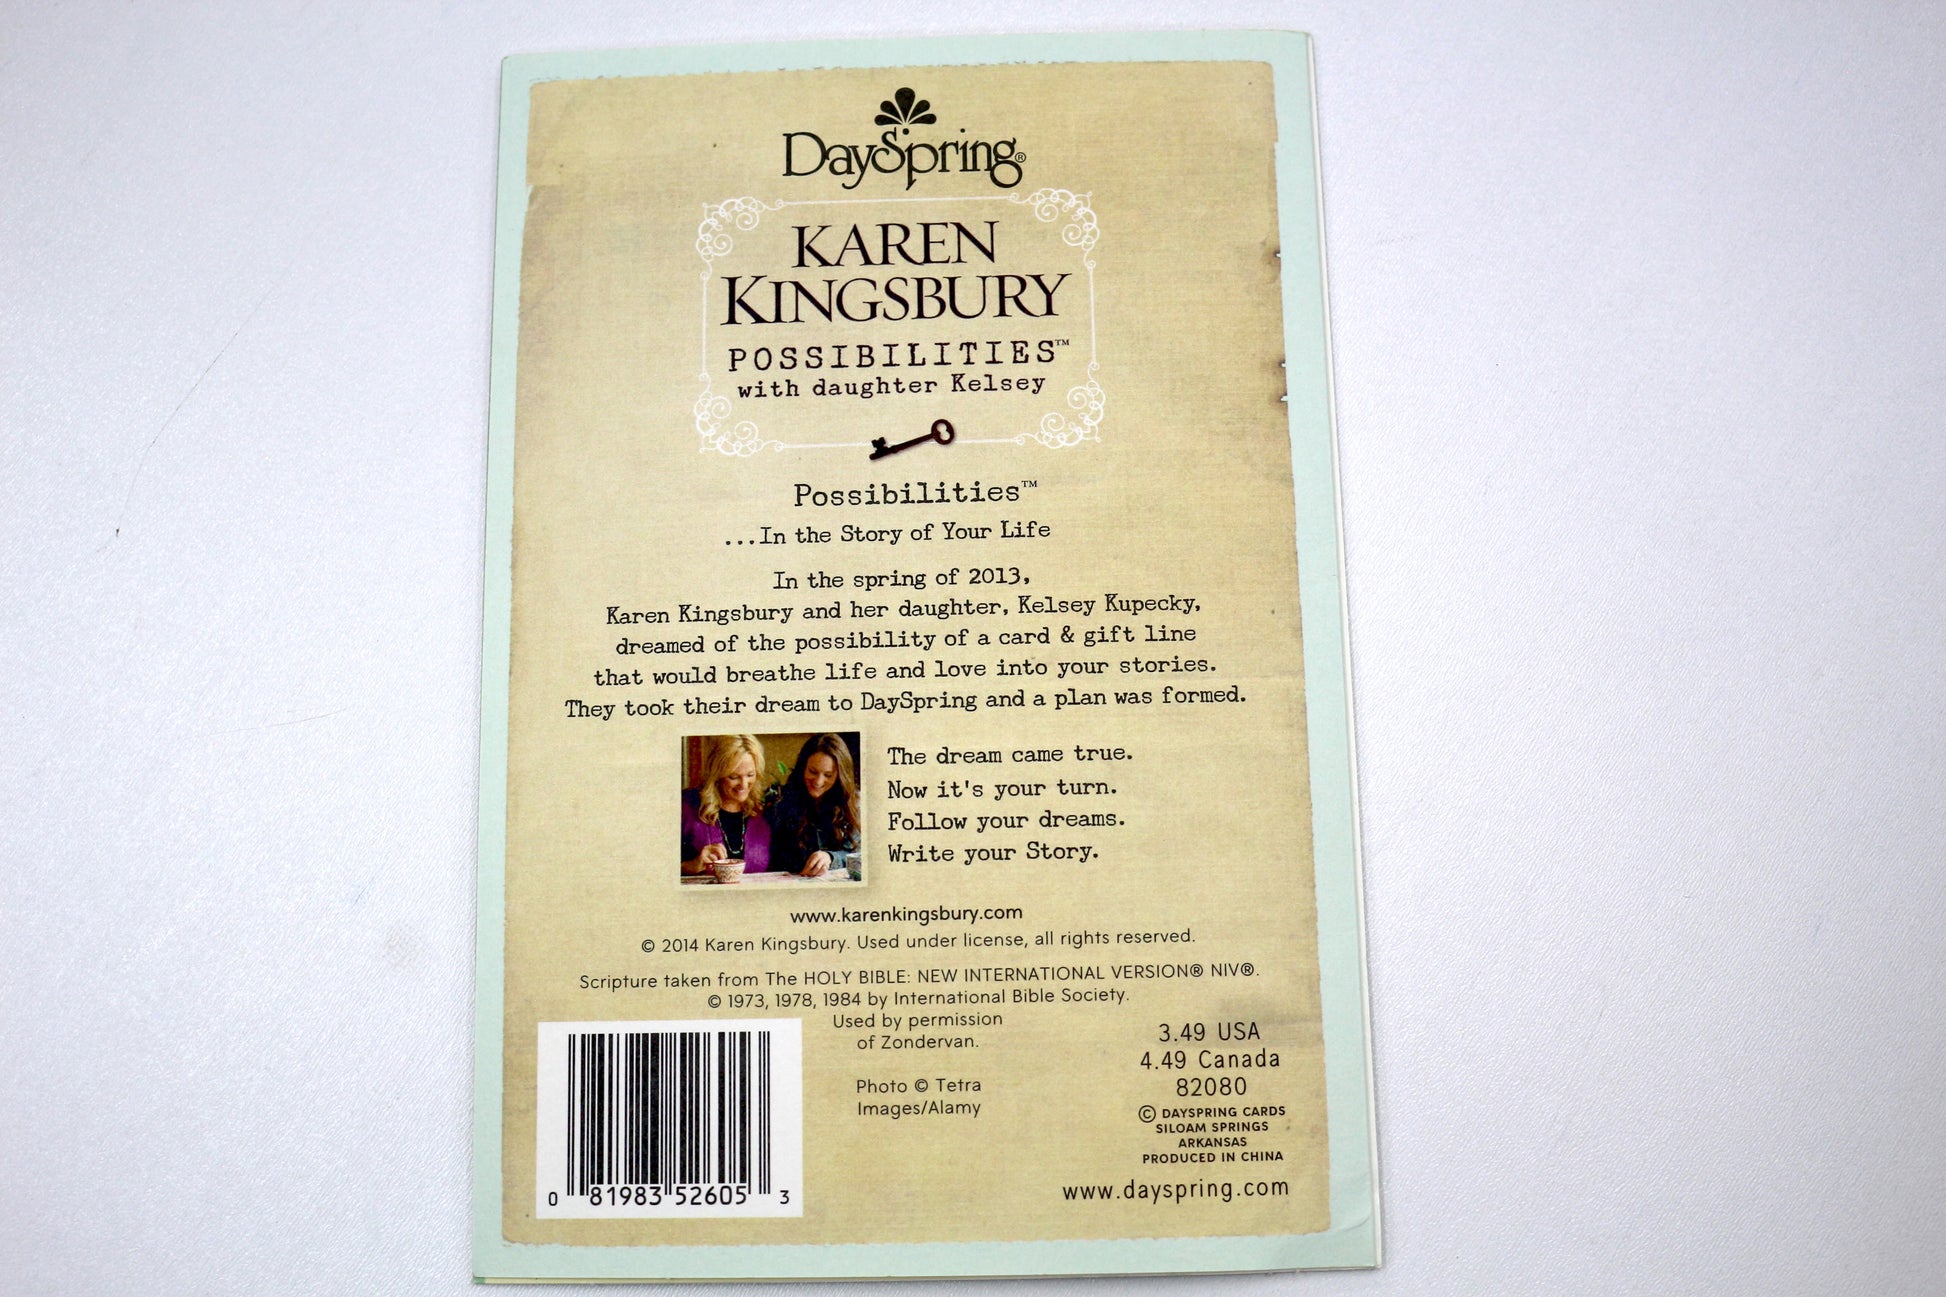 DaySpring®
KAREN
KINGSBURY
POSSIBILITIES™
with daughter Kelsey
Possibilities™
...In the Story of Your Life
In the spring of 2013,
Karen Kingsbury and her daughter, Kelsey Kupecky,
dreamed of the possibility of a card & gift line
that would breathe life and love into your stories.
They took their dream to DaySpring and a plan was formed.
The dream came true.
Now it's your turn.
Follow your dreams.
Write your Story.
www.karenkingsbury.com
© 2014 Karen Kingsbury. Used under license, all rights reserved.
Scripture taken from The HOLY BIBLE: NEW INTERNATIONAL VERSION® NIV®.
© 1973, 1978, 1984 by International Bible Society.
Used by permission
of Zondervan.
Photo © Tetra
Images/Alamy
0 81983 52605 3
3.49 USA
4.49 Canada
82080
© DAYSPRING CARDS
SILOAM SPRINGS
ARKANSAS
PRODUCED IN CHINA
www.dayspring.com